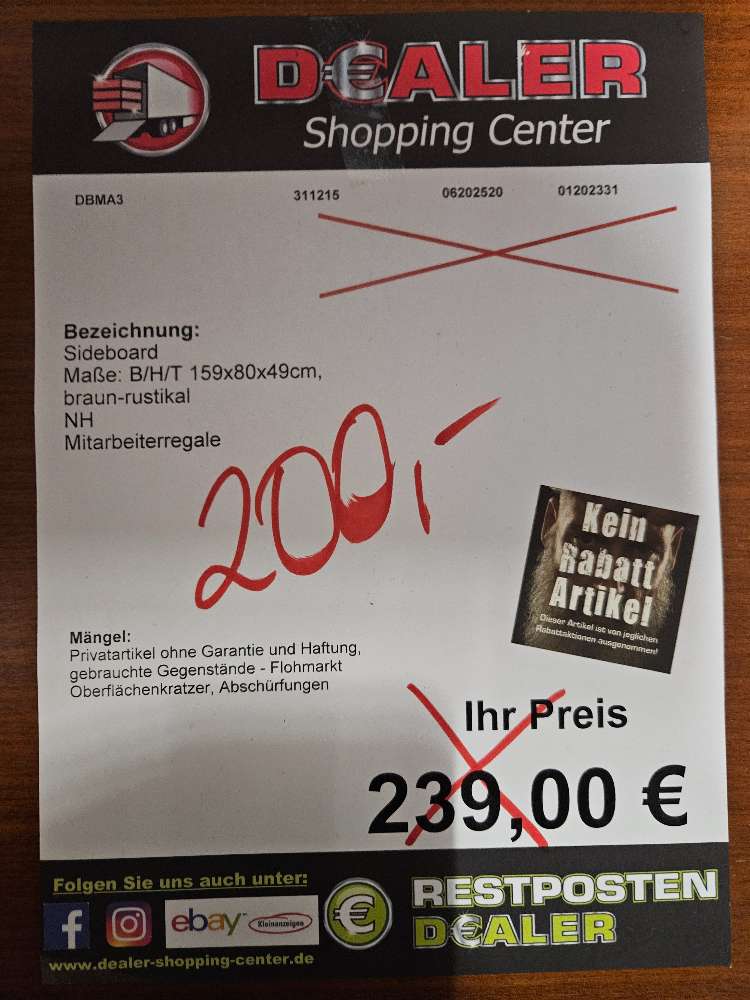 D€ALER
Shopping Center
DBMA3 311215 06202520 01202331
Bezeichnung:
Sideboard
Maße: B/H/T 159x80x49cm,
braun-rustikal
NH
Mitarbeiterregale
200,-
Kein
Rabatt
Artikel
Dieser Artikel ist von jeglichen
Rabattaktionen ausgenommen!
Mängel:
Privatartikel ohne Garantie und Haftung,
gebrauchte Gegenstände - Flohmarkt
Oberflächenkratzer, Abschürfungen
Ihr Preis
239,00 €
Folgen Sie uns auch unter:
f
ebay Kleinanzeigen
www.dealer-shopping-center.de
€
RESTPOSTEN
D€ALER